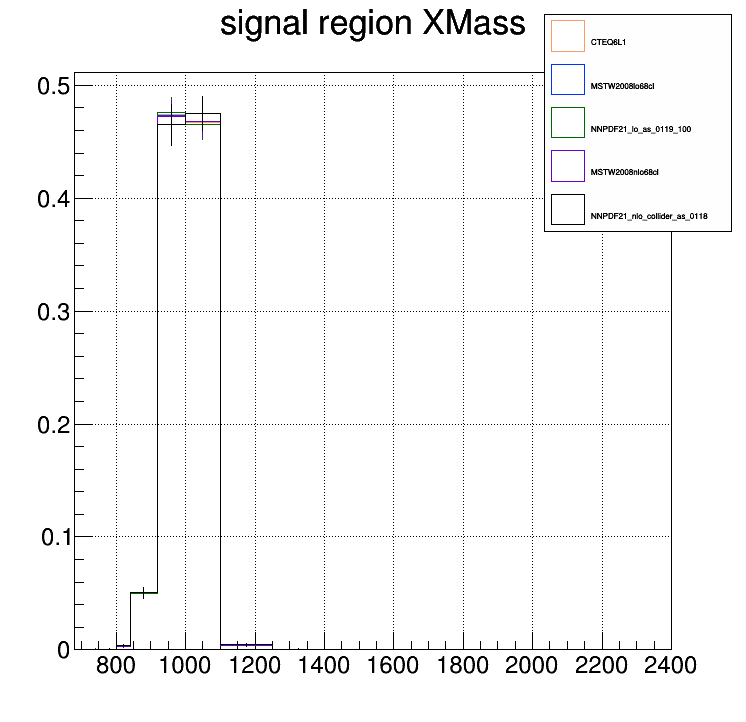 signal region XMass
CTEQ6L1
MSTW2008lo68cl
NNPDF21_lo_as_0119_100
MSTW2008nlo68cl
NNPDF21_nlo_collider_as_0118
0.5
0.4
0.3
0.2
0.1
0
800 1000 1200 1400 1600 1800 2000 2200 2400